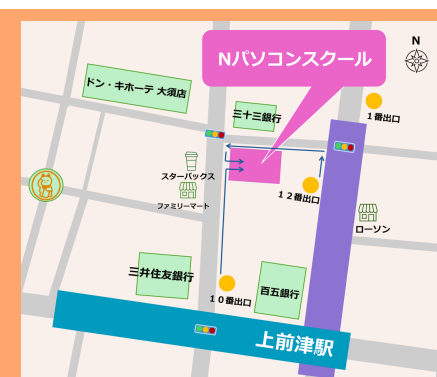 Nパソコンスクール
N
ドン・キホーテ 大須店
三十三銀行
1番出口
スターバックス
ファミリーマート
12番出口
ローソン
三井住友銀行
10番出口
百五銀行
上前津駅